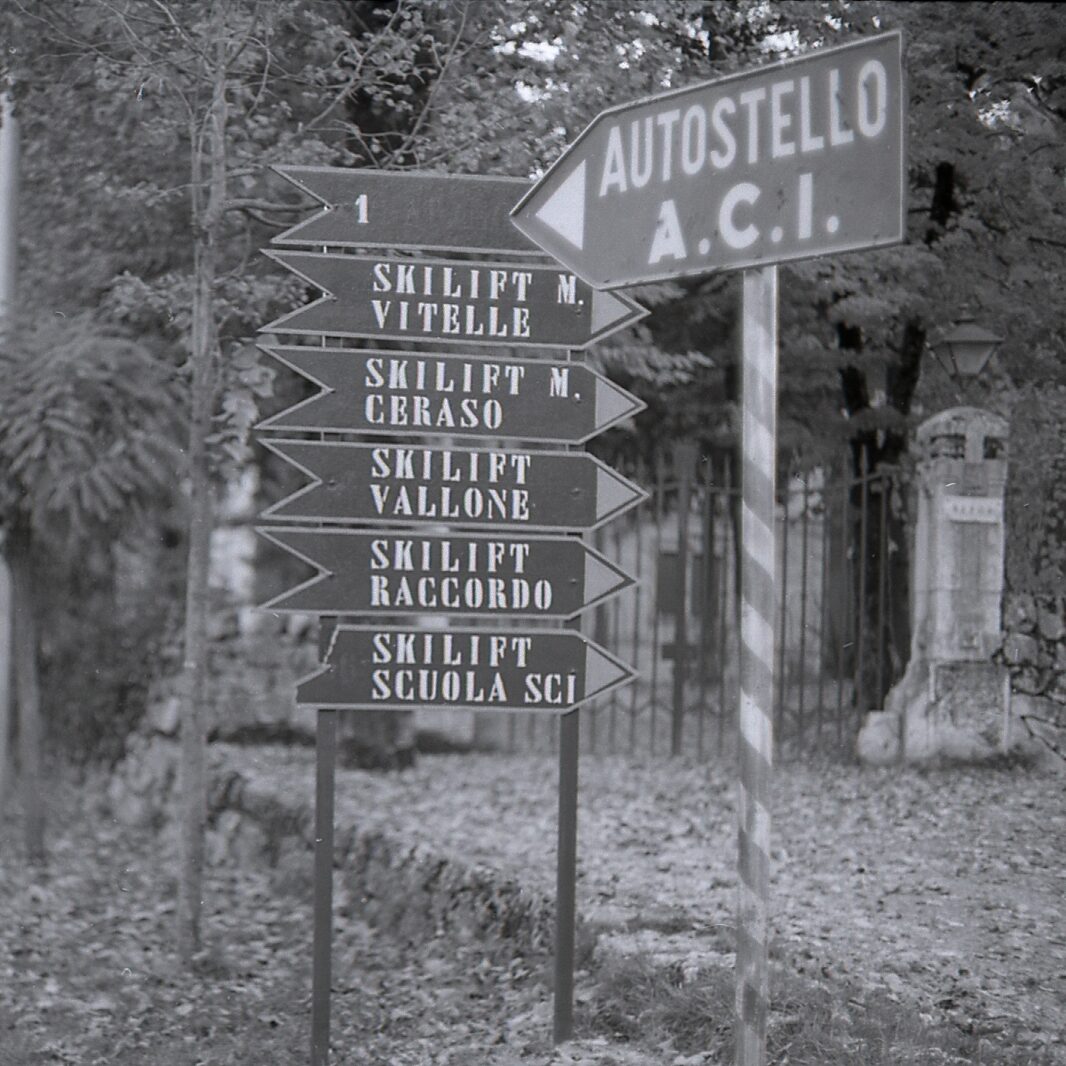 AUTOSTELLO
A.C.I.
1
SKILIFT M.
VITELLE
SKILIFT M.
CERASO
SKILIFT
VALLONE
SKILIFT
RACCORDO
SKILIFT
SCUOLA SCI